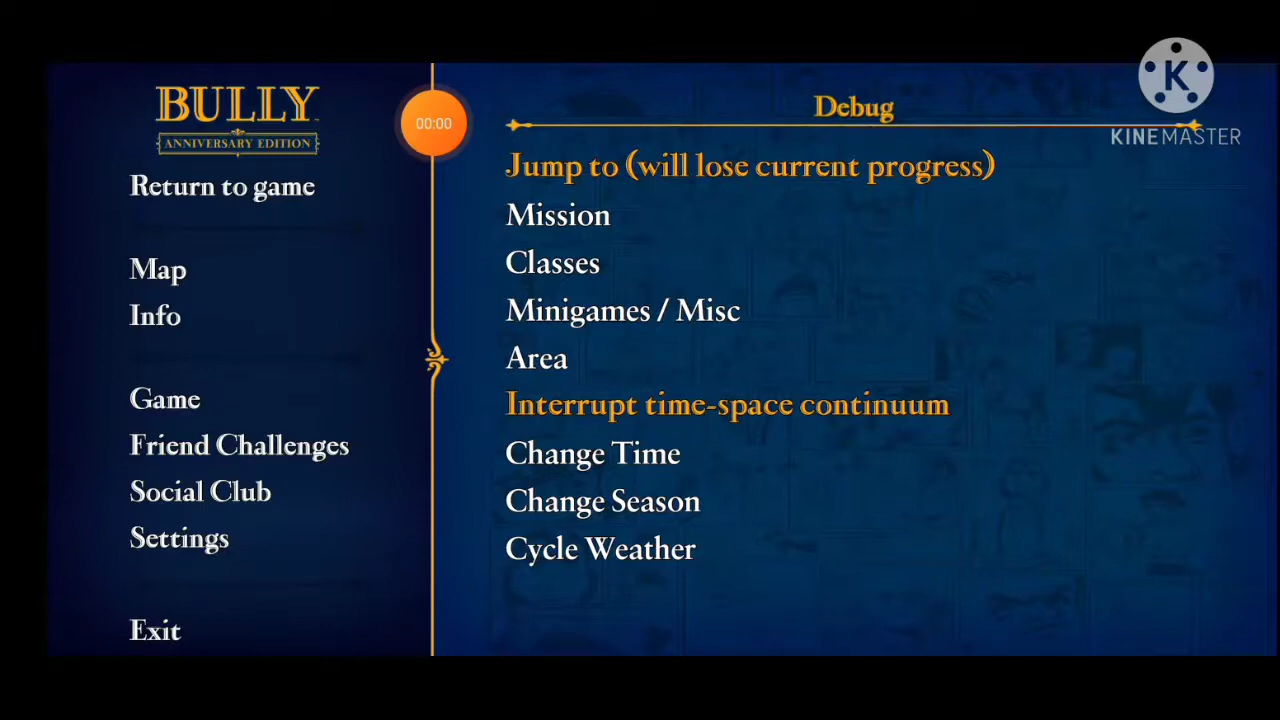 BULLY
ANNIVERSARY EDITION
Return to game
Map
Info
Game
Friend Challenges
Social Club
Settings
Exit
00:00
Debug
Jump to (will lose current progress)
Mission
Classes
Minigames / Misc
Area
Interrupt time-space continuum
Change Time
Change Season
Cycle Weather
K
KINEMASTER